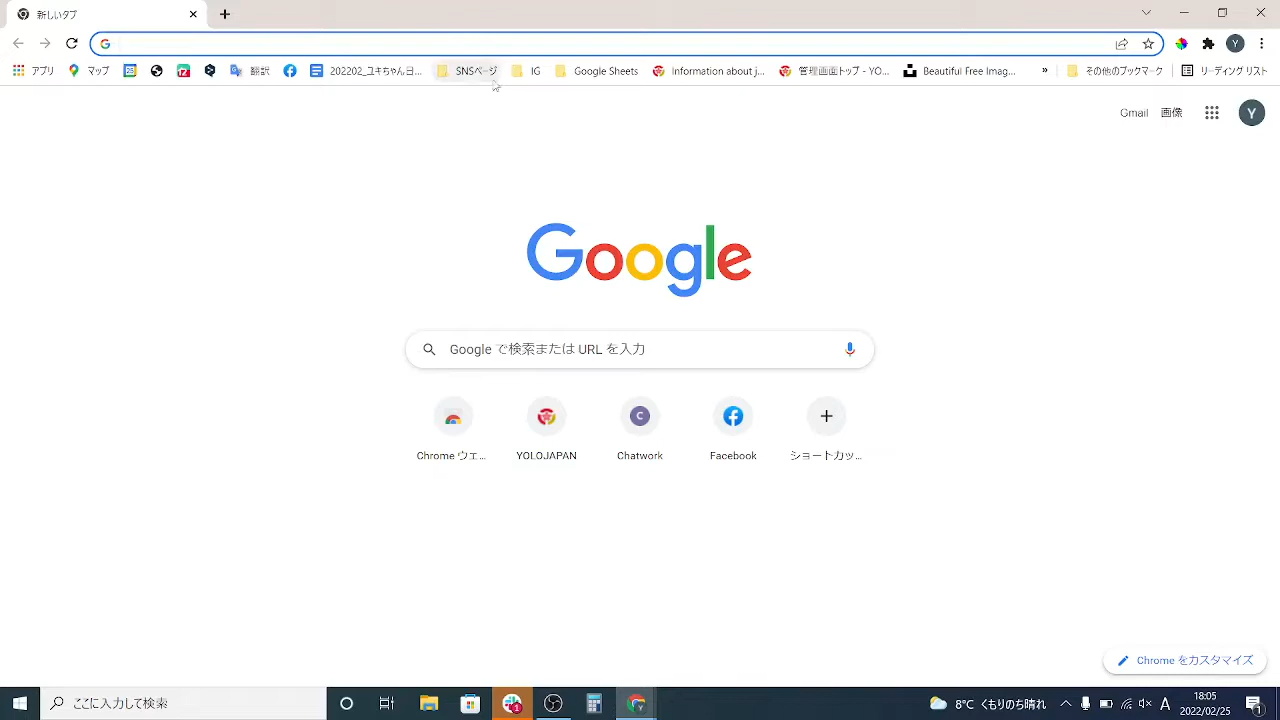 新しいタブ
アプリ マップ 25 17 翻訳 202202_ユキちゃん日... SNSページ IG Google Sheets Information about j... 管理画面トップ - YO... Beautiful Free Imag... » その他のブックマーク リーディング リスト
Y
Gmail 画像 Y
Google
Google で検索または URL を入力
C
Chrome ウェ... YOLOJAPAN Chatwork Facebook ショートカッ...
Chrome をカスタマイズ
ここに入力して検索
8°C くもりのち晴れ A
18:05
2022/02/25